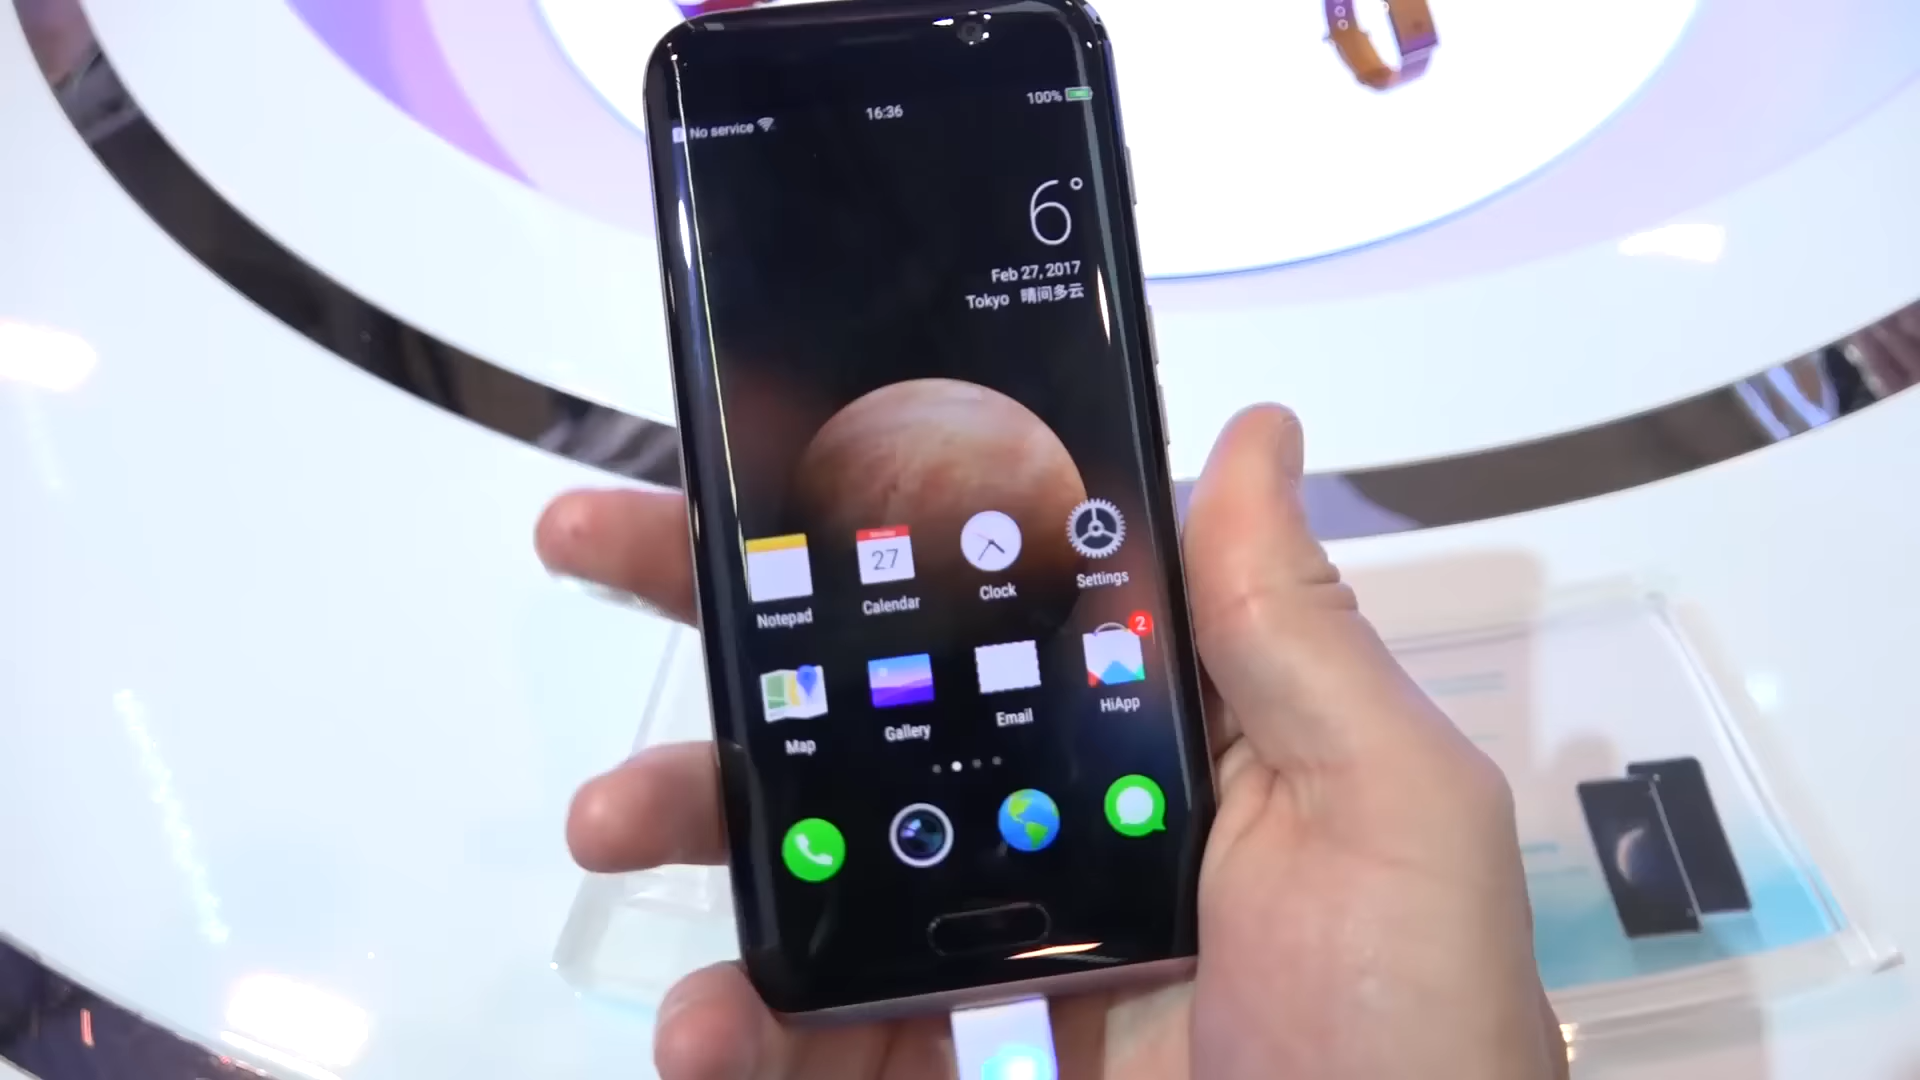 No service
16:36
100%
6°
Feb 27, 2017
Tokyo 晴间多云
27
Notepad
Calendar
Clock
Settings
2
Map
Gallery
Email
HiApp